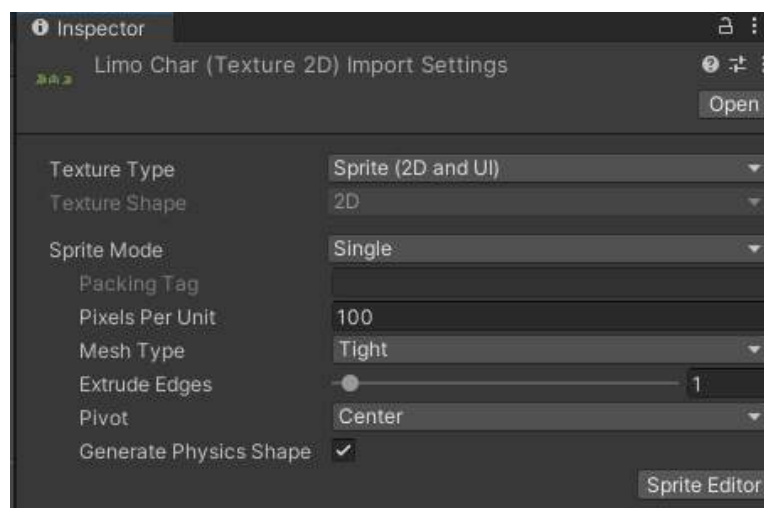 Inspector
Limo Char (Texture 2D) Import Settings
Open
Texture Type Sprite (2D and UI)
Texture Shape 2D
Sprite Mode Single
Packing Tag
Pixels Per Unit 100
Mesh Type Tight
Extrude Edges 1
Pivot Center
Generate Physics Shape
Sprite Editor